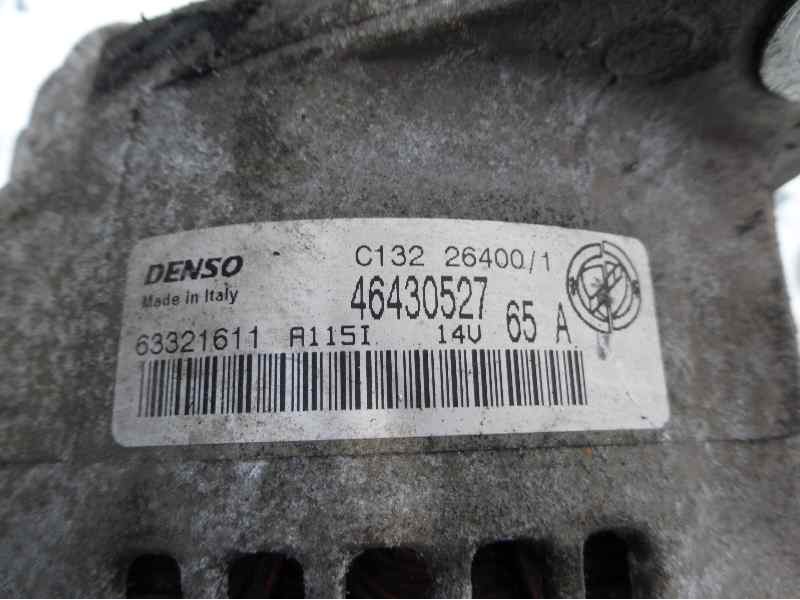 DENSO
Made in Italy
C132 26400/1
46430527
63321611 A115I 14V 65 A